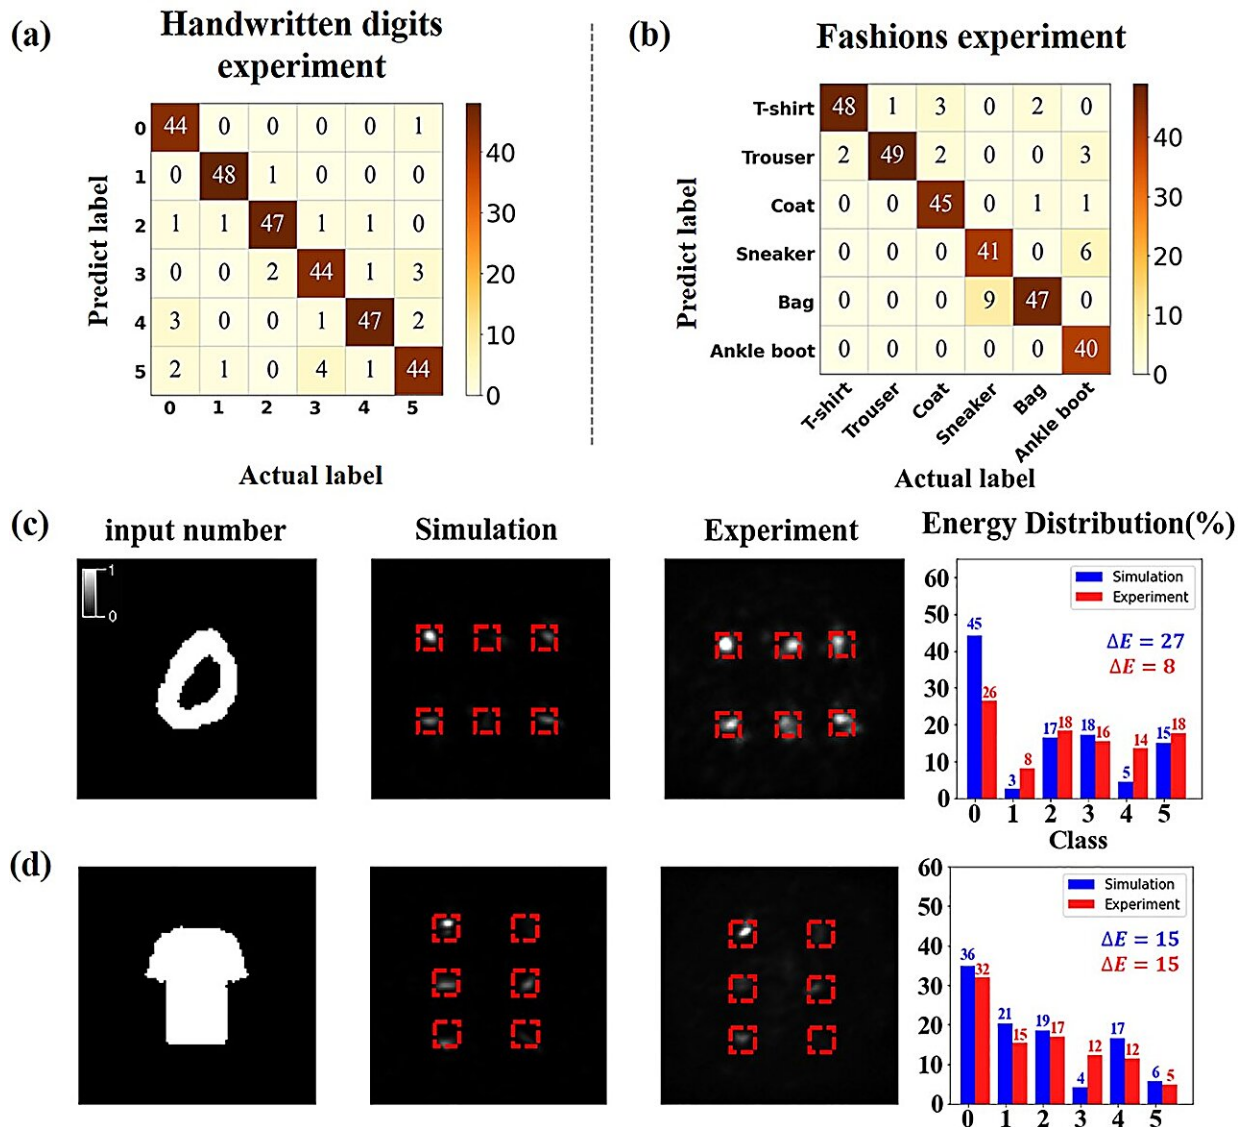 (a)
Handwritten digits
experiment
Predict label
0 44 0 0 0 0 1
1 0 48 1 0 0 0
2 1 1 47 1 1 0
3 0 0 2 44 1 3
4 3 0 0 1 47 2
5 2 1 0 4 1 44
0 1 2 3 4 5
Actual label
40
30
20
10
0
(b)
Fashions experiment
Predict label
T-shirt 48 1 3 0 2 0
Trouser 2 49 2 0 0 3
Coat 0 0 45 0 1 1
Sneaker 0 0 0 41 0 6
Bag 0 0 0 9 47 0
Ankle boot 0 0 0 0 0 40
T-shirt Trouser Coat Sneaker Bag Ankle boot
Actual label
40
30
20
10
0
(c)
input number
1
0
Simulation
Experiment
Energy Distribution(%)
60
50
40
30
20
10
0
Simulation
Experiment
ΔE = 27
ΔE = 8
45 26 3 8 17 18 18 16 5 14 15 18
0 1 2 3 4 5
Class
(d)
60
50
40
30
20
10
0
Simulation
Experiment
ΔE = 15
ΔE = 15
36 32 21 15 19 17 4 12 17 12 6 5
0 1 2 3 4 5